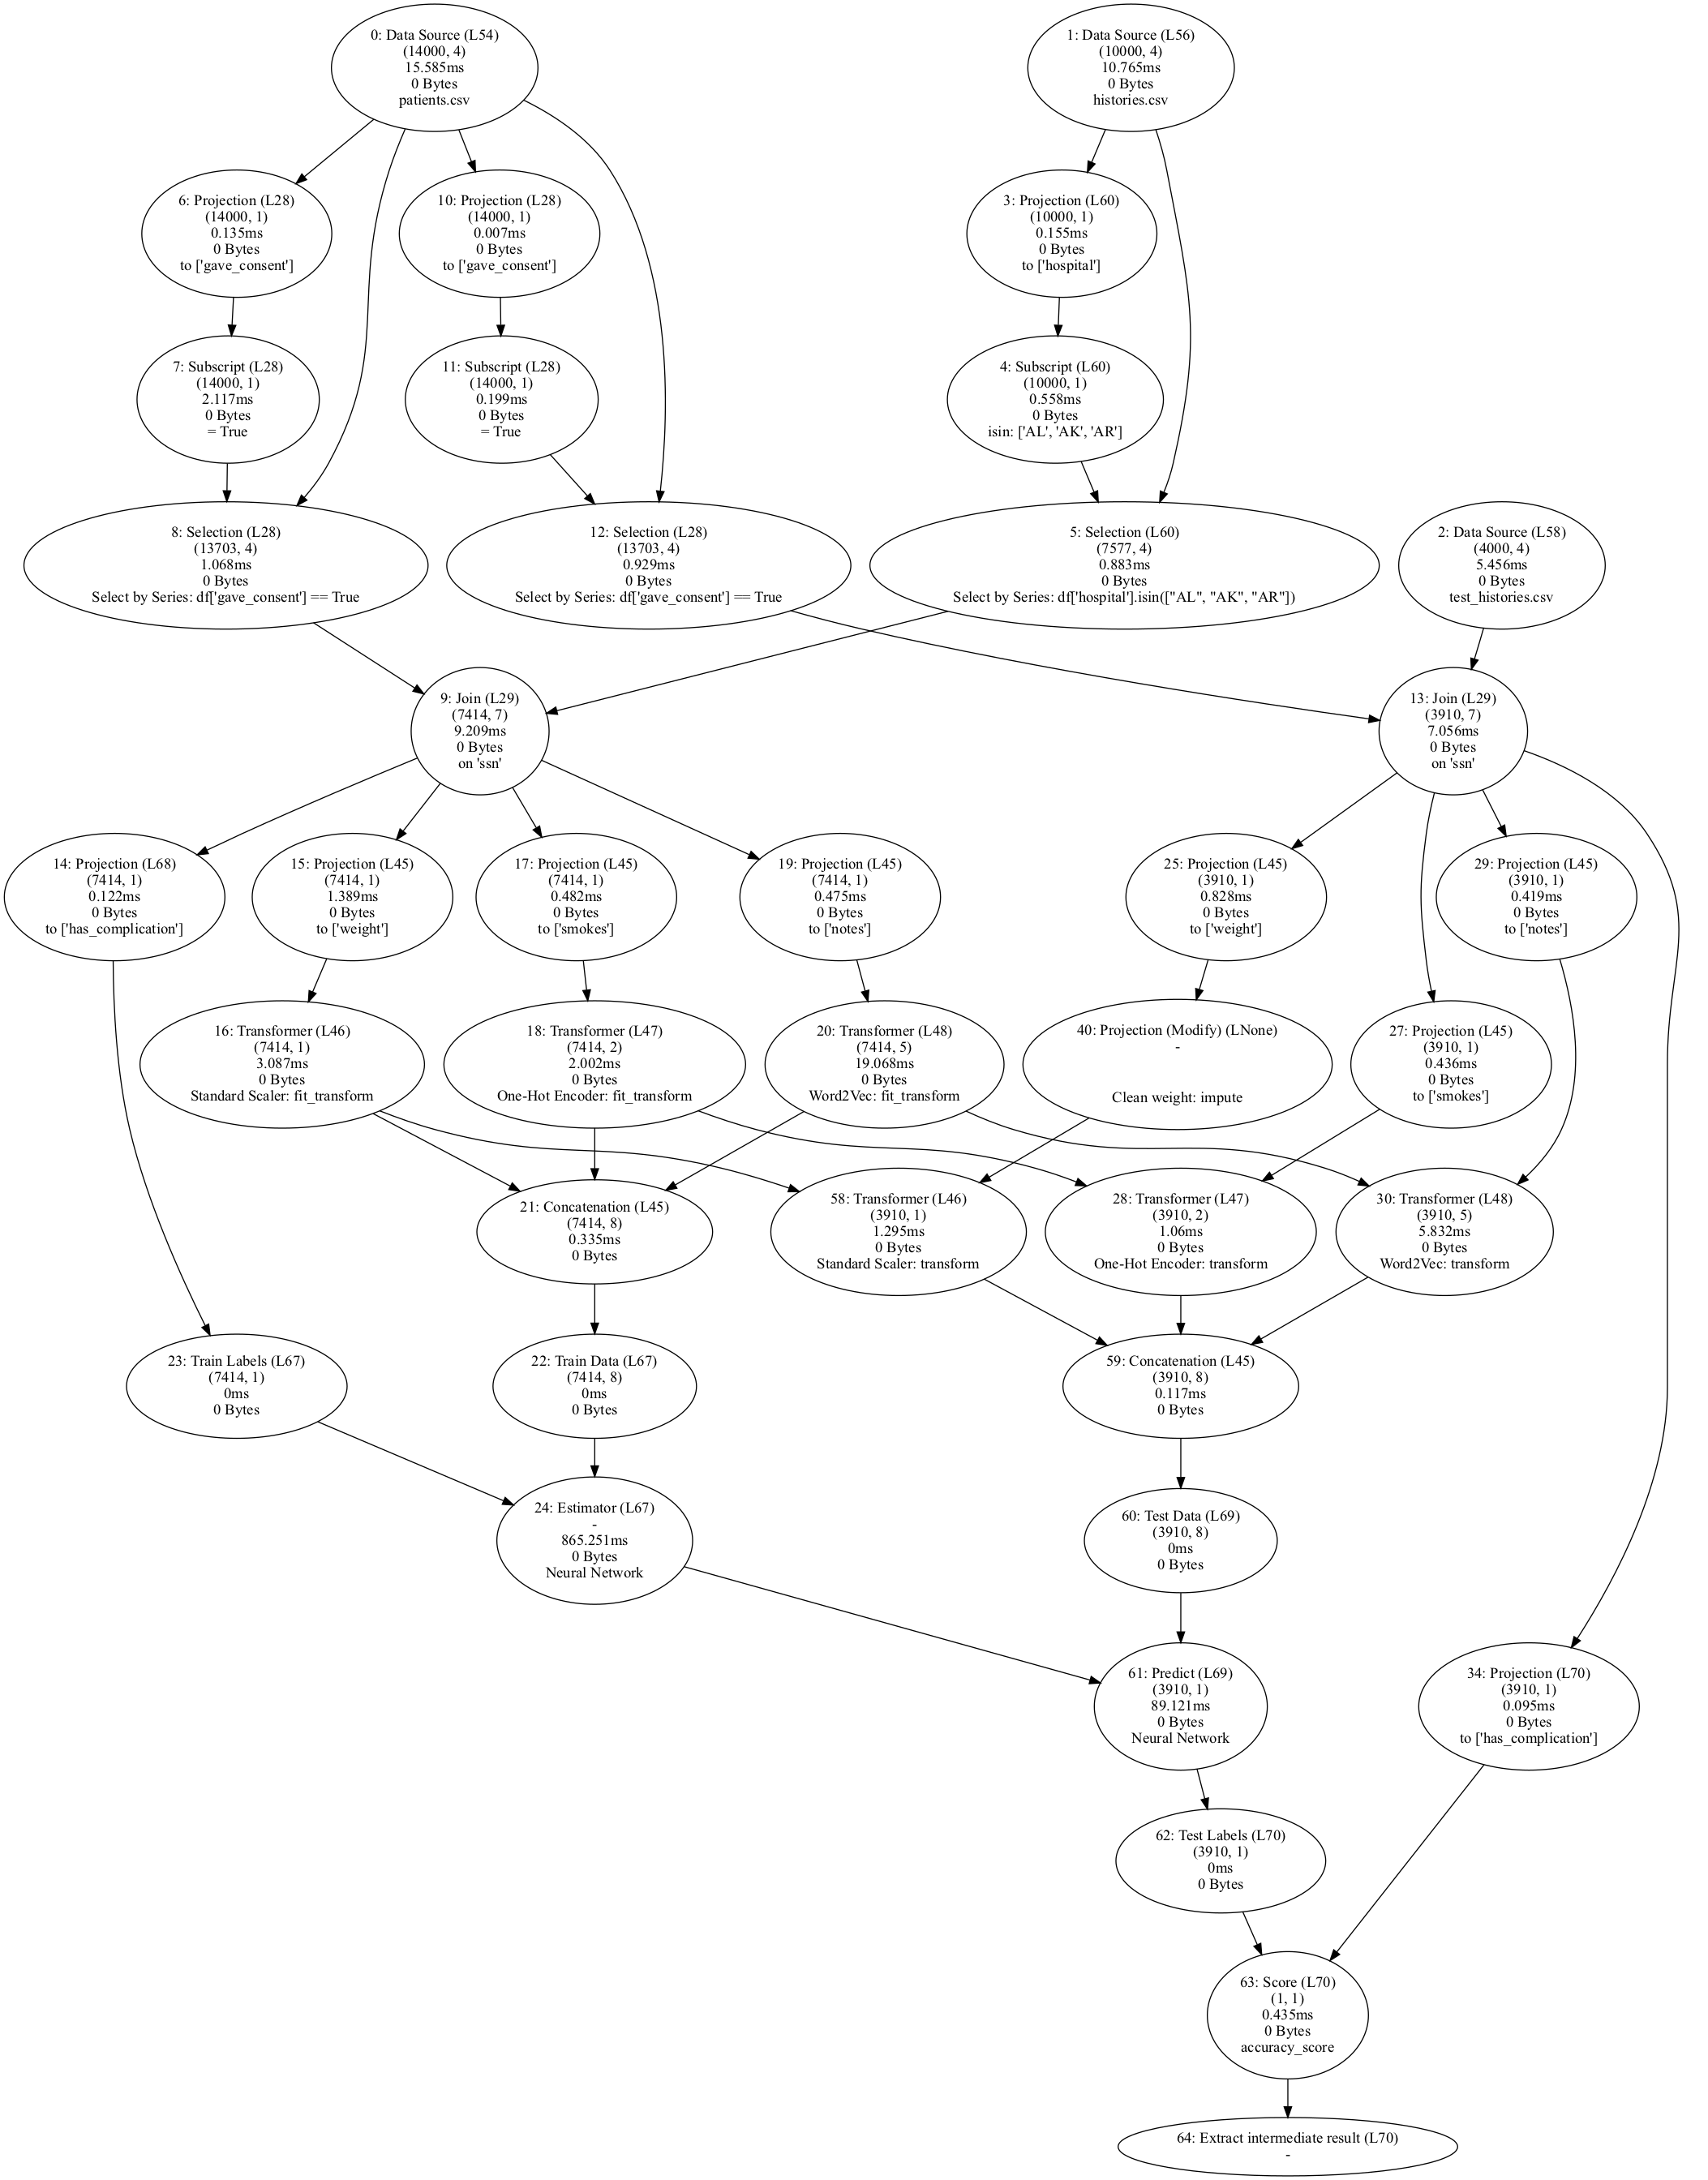 0: Data Source (L54)
(14000, 4)
15.585ms
0 Bytes
patients.csv
1: Data Source (L56)
(10000, 4)
10.765ms
0 Bytes
histories.csv
6: Projection (L28)
(14000, 1)
0.135ms
0 Bytes
to ['gave_consent']
10: Projection (L28)
(14000, 1)
0.007ms
0 Bytes
to ['gave_consent']
3: Projection (L60)
(10000, 1)
0.155ms
0 Bytes
to ['hospital']
7: Subscript (L28)
(14000, 1)
2.117ms
0 Bytes
= True
11: Subscript (L28)
(14000, 1)
0.199ms
0 Bytes
= True
4: Subscript (L60)
(10000, 1)
0.558ms
0 Bytes
isin: ['AL', 'AK', 'AR']
8: Selection (L28)
(13703, 4)
1.068ms
0 Bytes
Select by Series: df['gave_consent'] == True
12: Selection (L28)
(13703, 4)
0.929ms
0 Bytes
Select by Series: df['gave_consent'] == True
5: Selection (L60)
(7577, 4)
0.883ms
0 Bytes
Select by Series: df['hospital'].isin(["AL", "AK", "AR"])
2: Data Source (L58)
(4000, 4)
5.456ms
0 Bytes
test_histories.csv
9: Join (L29)
(7414, 7)
9.209ms
0 Bytes
on 'ssn'
13: Join (L29)
(3910, 7)
7.056ms
0 Bytes
on 'ssn'
14: Projection (L68)
(7414, 1)
0.122ms
0 Bytes
to ['has_complication']
15: Projection (L45)
(7414, 1)
1.389ms
0 Bytes
to ['weight']
17: Projection (L45)
(7414, 1)
0.482ms
0 Bytes
to ['smokes']
19: Projection (L45)
(7414, 1)
0.475ms
0 Bytes
to ['notes']
25: Projection (L45)
(3910, 1)
0.828ms
0 Bytes
to ['weight']
29: Projection (L45)
(3910, 1)
0.419ms
0 Bytes
to ['notes']
16: Transformer (L46)
(7414, 1)
3.087ms
0 Bytes
Standard Scaler: fit_transform
18: Transformer (L47)
(7414, 2)
2.002ms
0 Bytes
One-Hot Encoder: fit_transform
20: Transformer (L48)
(7414, 5)
19.068ms
0 Bytes
Word2Vec: fit_transform
40: Projection (Modify) (LNone)
-
Clean weight: impute
27: Projection (L45)
(3910, 1)
0.436ms
0 Bytes
to ['smokes']
21: Concatenation (L45)
(7414, 8)
0.335ms
0 Bytes
58: Transformer (L46)
(3910, 1)
1.295ms
0 Bytes
Standard Scaler: transform
28: Transformer (L47)
(3910, 2)
1.06ms
0 Bytes
One-Hot Encoder: transform
30: Transformer (L48)
(3910, 5)
5.832ms
0 Bytes
Word2Vec: transform
23: Train Labels (L67)
(7414, 1)
0ms
0 Bytes
22: Train Data (L67)
(7414, 8)
0ms
0 Bytes
59: Concatenation (L45)
(3910, 8)
0.117ms
0 Bytes
24: Estimator (L67)
-
865.251ms
0 Bytes
Neural Network
60: Test Data (L69)
(3910, 8)
0ms
0 Bytes
61: Predict (L69)
(3910, 1)
89.121ms
0 Bytes
Neural Network
34: Projection (L70)
(3910, 1)
0.095ms
0 Bytes
to ['has_complication']
62: Test Labels (L70)
(3910, 1)
0ms
0 Bytes
63: Score (L70)
(1, 1)
0.435ms
0 Bytes
accuracy_score
64: Extract intermediate result (L70)
-